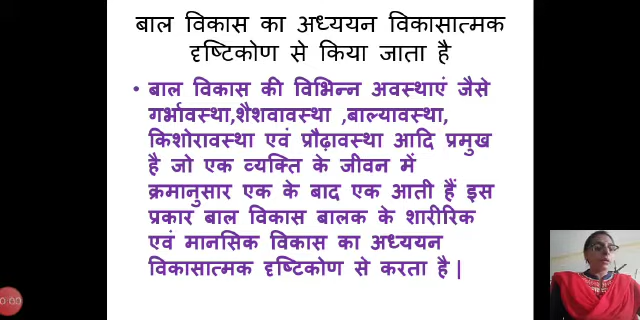 बाल विकास का अध्ययन विकासात्मक
दृष्टिकोण से किया जाता है
• बाल विकास की विभिन्न अवस्थाएं जैसे
गर्भावस्था,शैशवावस्था ,बाल्यावस्था,
किशोरावस्था एवं प्रौढ़ावस्था आदि प्रमुख
है जो एक व्यक्ति के जीवन में
क्रमानुसार एक के बाद एक आती हैं इस
प्रकार बाल विकास बालक के शारीरिक
एवं मानसिक विकास का अध्ययन
विकासात्मक दृष्टिकोण से करता है |